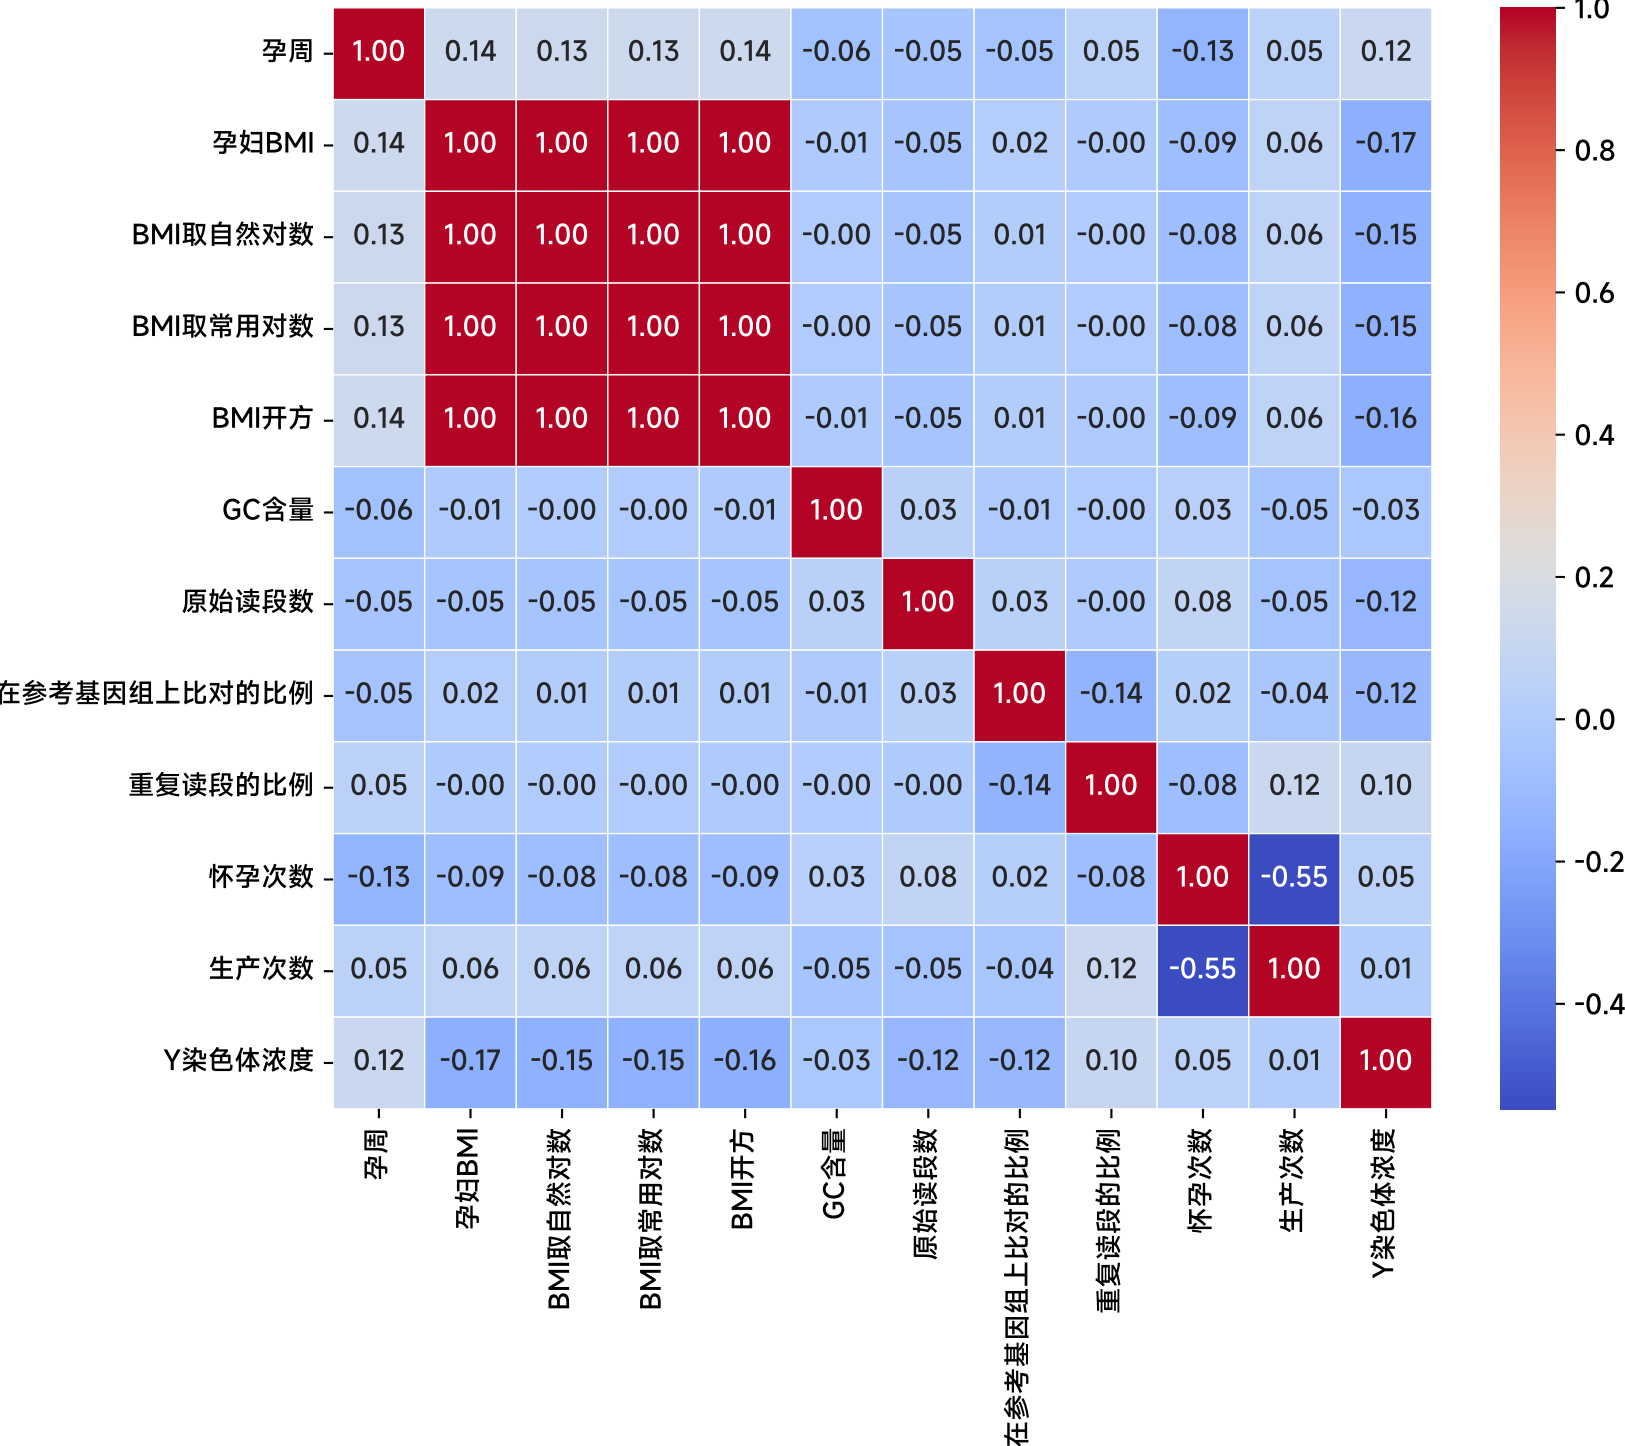 孕周 1.00 0.14 0.13 0.13 0.14 -0.06 -0.05 -0.05 0.05 -0.13 0.05 0.12
孕妇BMI 0.14 1.00 1.00 1.00 1.00 -0.01 -0.05 0.02 -0.00 -0.09 0.06 -0.17
BMI取自然对数 0.13 1.00 1.00 1.00 1.00 -0.00 -0.05 0.01 -0.00 -0.08 0.06 -0.15
BMI取常用对数 0.13 1.00 1.00 1.00 1.00 -0.00 -0.05 0.01 -0.00 -0.08 0.06 -0.15
BMI开方 0.14 1.00 1.00 1.00 1.00 -0.01 -0.05 0.01 -0.00 -0.09 0.06 -0.16
GC含量 -0.06 -0.01 -0.00 -0.00 -0.01 1.00 0.03 -0.01 -0.00 0.03 -0.05 -0.03
原始读段数 -0.05 -0.05 -0.05 -0.05 -0.05 0.03 1.00 0.03 -0.00 0.08 -0.05 -0.12
在参考基因组上比对的比例 -0.05 0.02 0.01 0.01 0.01 -0.01 0.03 1.00 -0.14 0.02 -0.04 -0.12
重复读段的比例 0.05 -0.00 -0.00 -0.00 -0.00 -0.00 -0.00 -0.14 1.00 -0.08 0.12 0.10
怀孕次数 -0.13 -0.09 -0.08 -0.08 -0.09 0.03 0.08 0.02 -0.08 1.00 -0.55 0.05
生产次数 0.05 0.06 0.06 0.06 0.06 -0.05 -0.05 -0.04 0.12 -0.55 1.00 0.01
Y染色体浓度 0.12 -0.17 -0.15 -0.15 -0.16 -0.03 -0.12 -0.12 0.10 0.05 0.01 1.00
孕周
孕妇BMI
BMI取自然对数
BMI取常用对数
BMI开方
GC含量
原始读段数
在参考基因组上比对的比例
重复读段的比例
怀孕次数
生产次数
Y染色体浓度
1.0
0.8
0.6
0.4
0.2
0.0
-0.2
-0.4